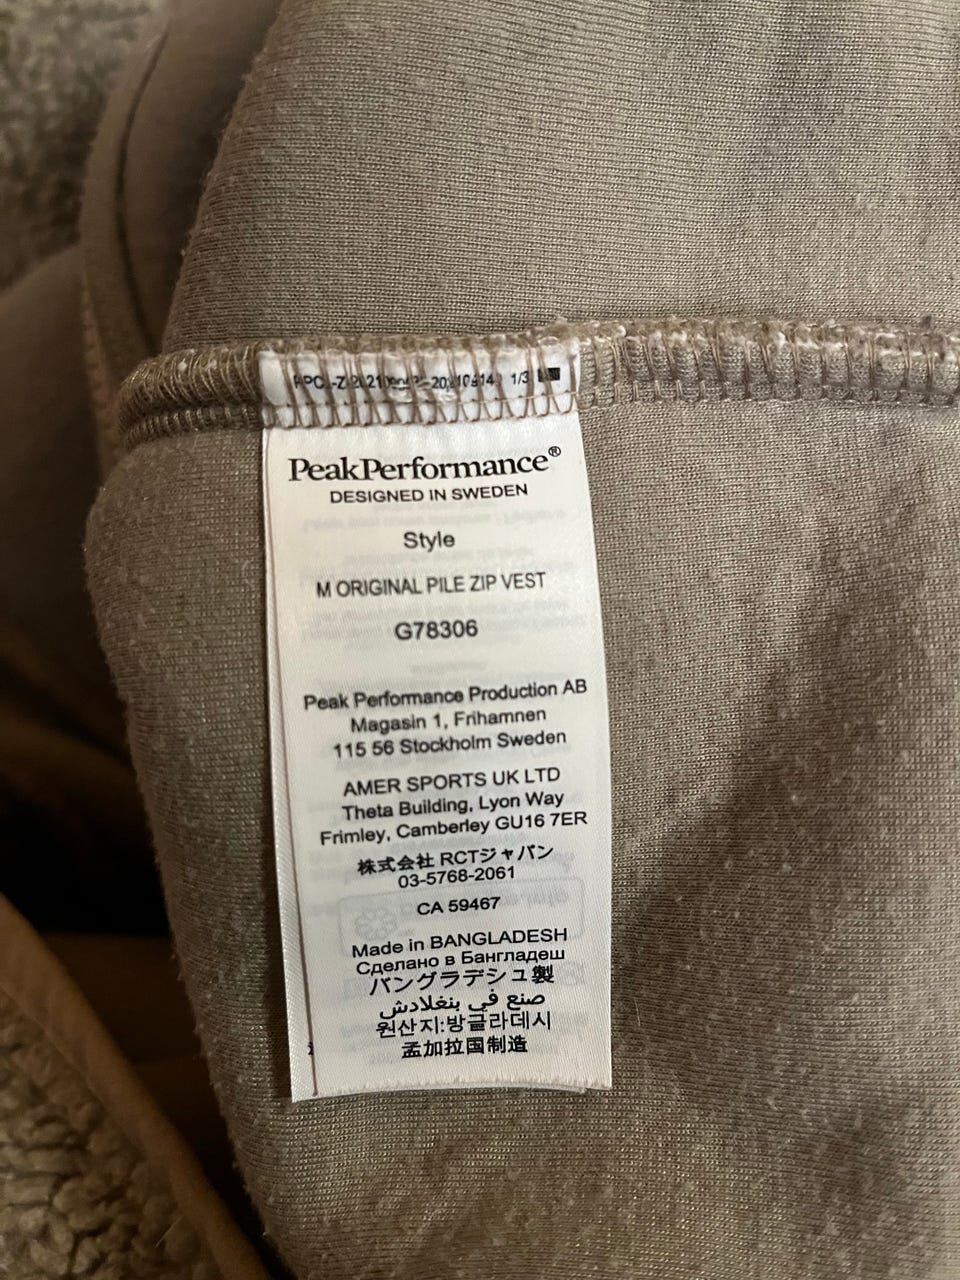 1/3
PeakPerformance®
DESIGNED IN SWEDEN
Style
M ORIGINAL PILE ZIP VEST
G78306
Peak Performance Production AB
Magasin 1, Frihamnen
115 56 Stockholm Sweden
AMER SPORTS UK LTD
Theta Building, Lyon Way
Frimley, Camberley GU16 7ER
株式会社 RCTジャパン
03-5768-2061
CA 59467
Made in BANGLADESH
Сделано в Бангладеш
バングラデシュ製
صنع في بنغلادش
원산지:방글라데시
孟加拉国制造